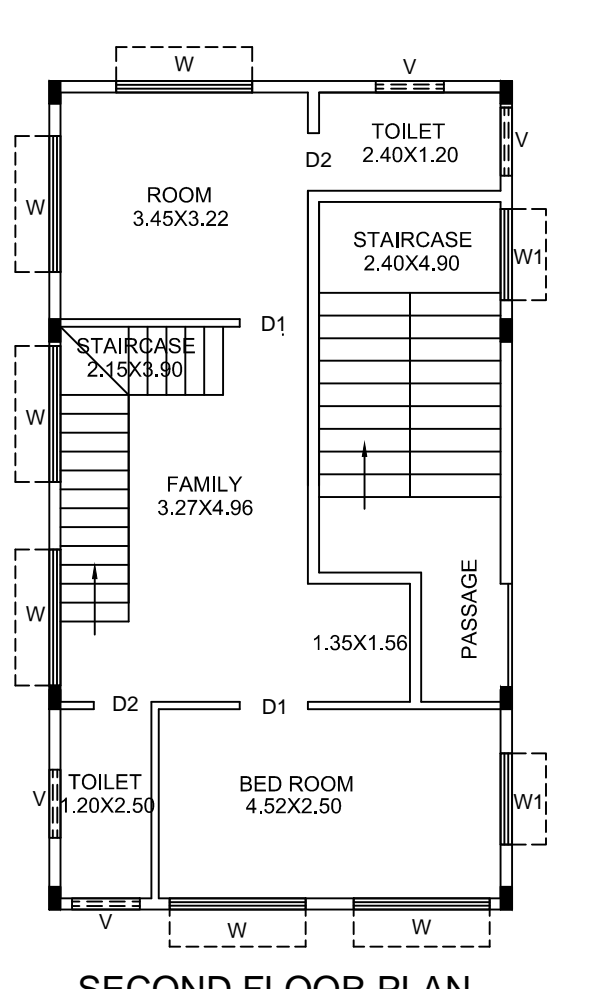 W
V
TOILET
2.40X1.20
V
D2
ROOM
3.45X3.22
W
STAIRCASE
2.40X4.90
W1
D1
STAIRCASE
2.15X3.90
W
FAMILY
3.27X4.96
W
1.35X1.56
PASSAGE
D2
D1
TOILET
1.20X2.50
V
BED ROOM
4.52X2.50
W1
V
W
W
SECOND FLOOR PLAN